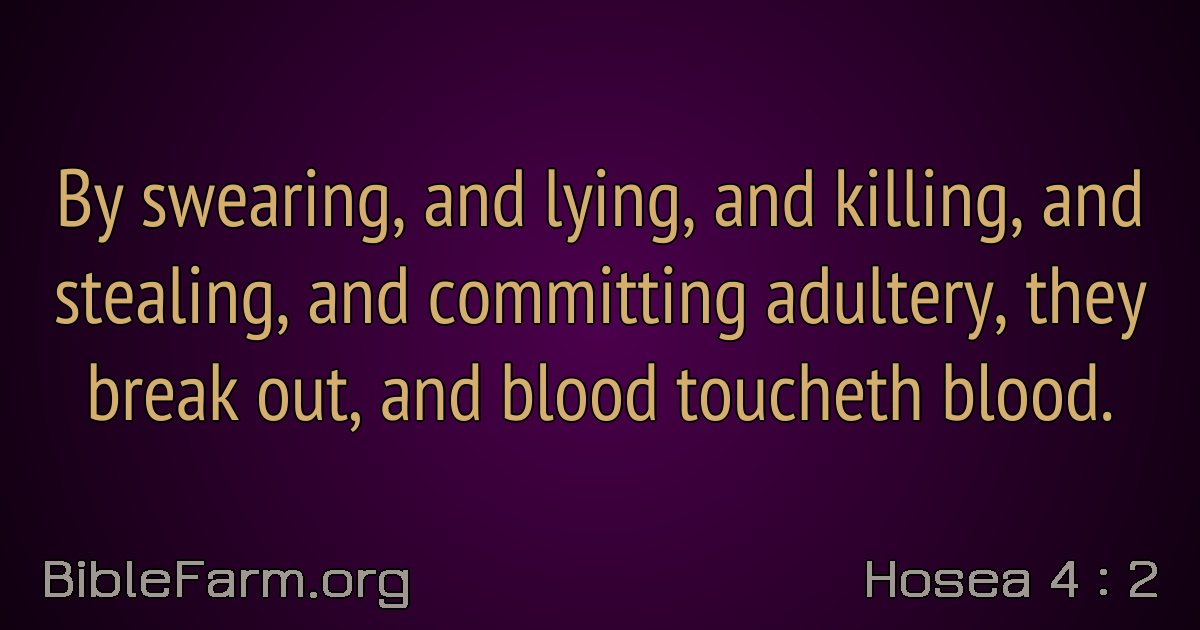 By swearing, and lying, and killing, and
stealing, and committing adultery, they
break out, and blood toucheth blood.
BibleFarm.org
Hosea 4 : 2